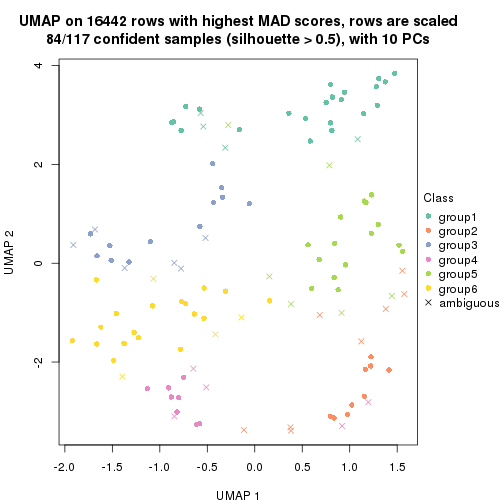 UMAP on 16442 rows with highest MAD scores, rows are scaled
84/117 confident samples (silhouette > 0.5), with 10 PCs
4
2
0
-2
UMAP 2
-2.0 -1.5 -1.0 -0.5 0.0 0.5 1.0 1.5
UMAP 1
Class
group1
group2
group3
group4
group5
group6
ambiguous